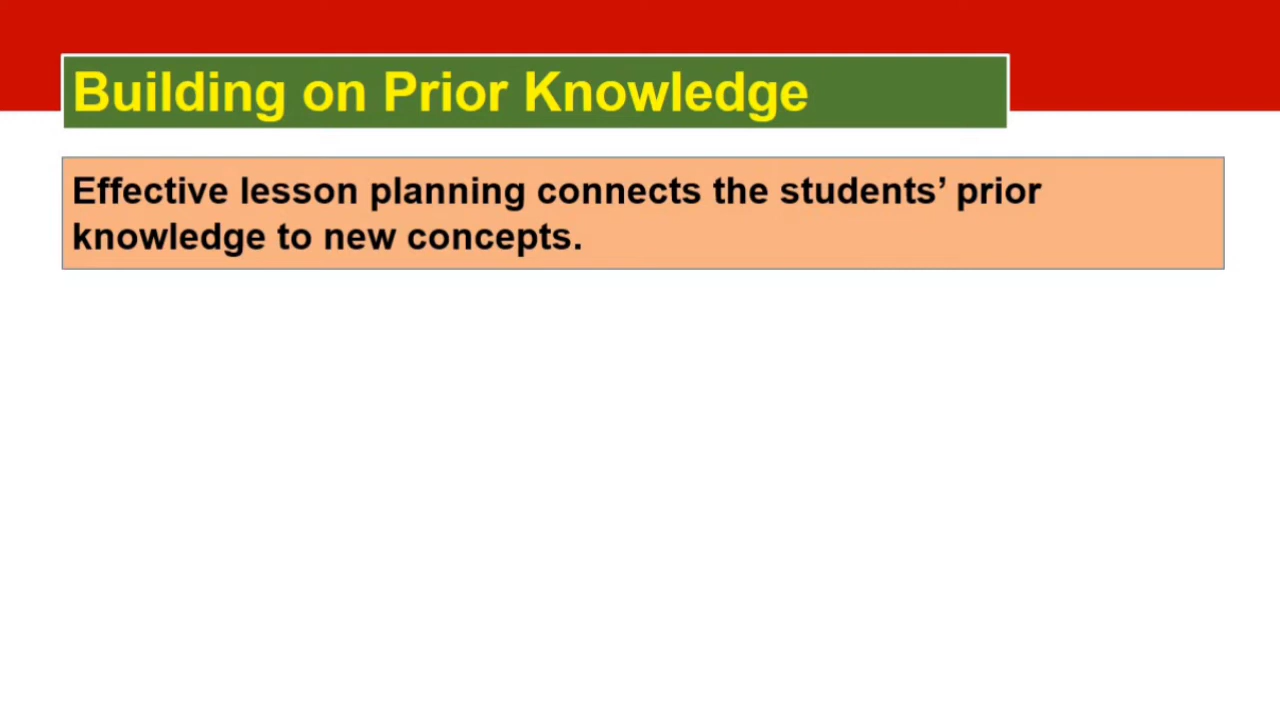 Building on Prior Knowledge
Effective lesson planning connects the students’ prior
knowledge to new concepts.